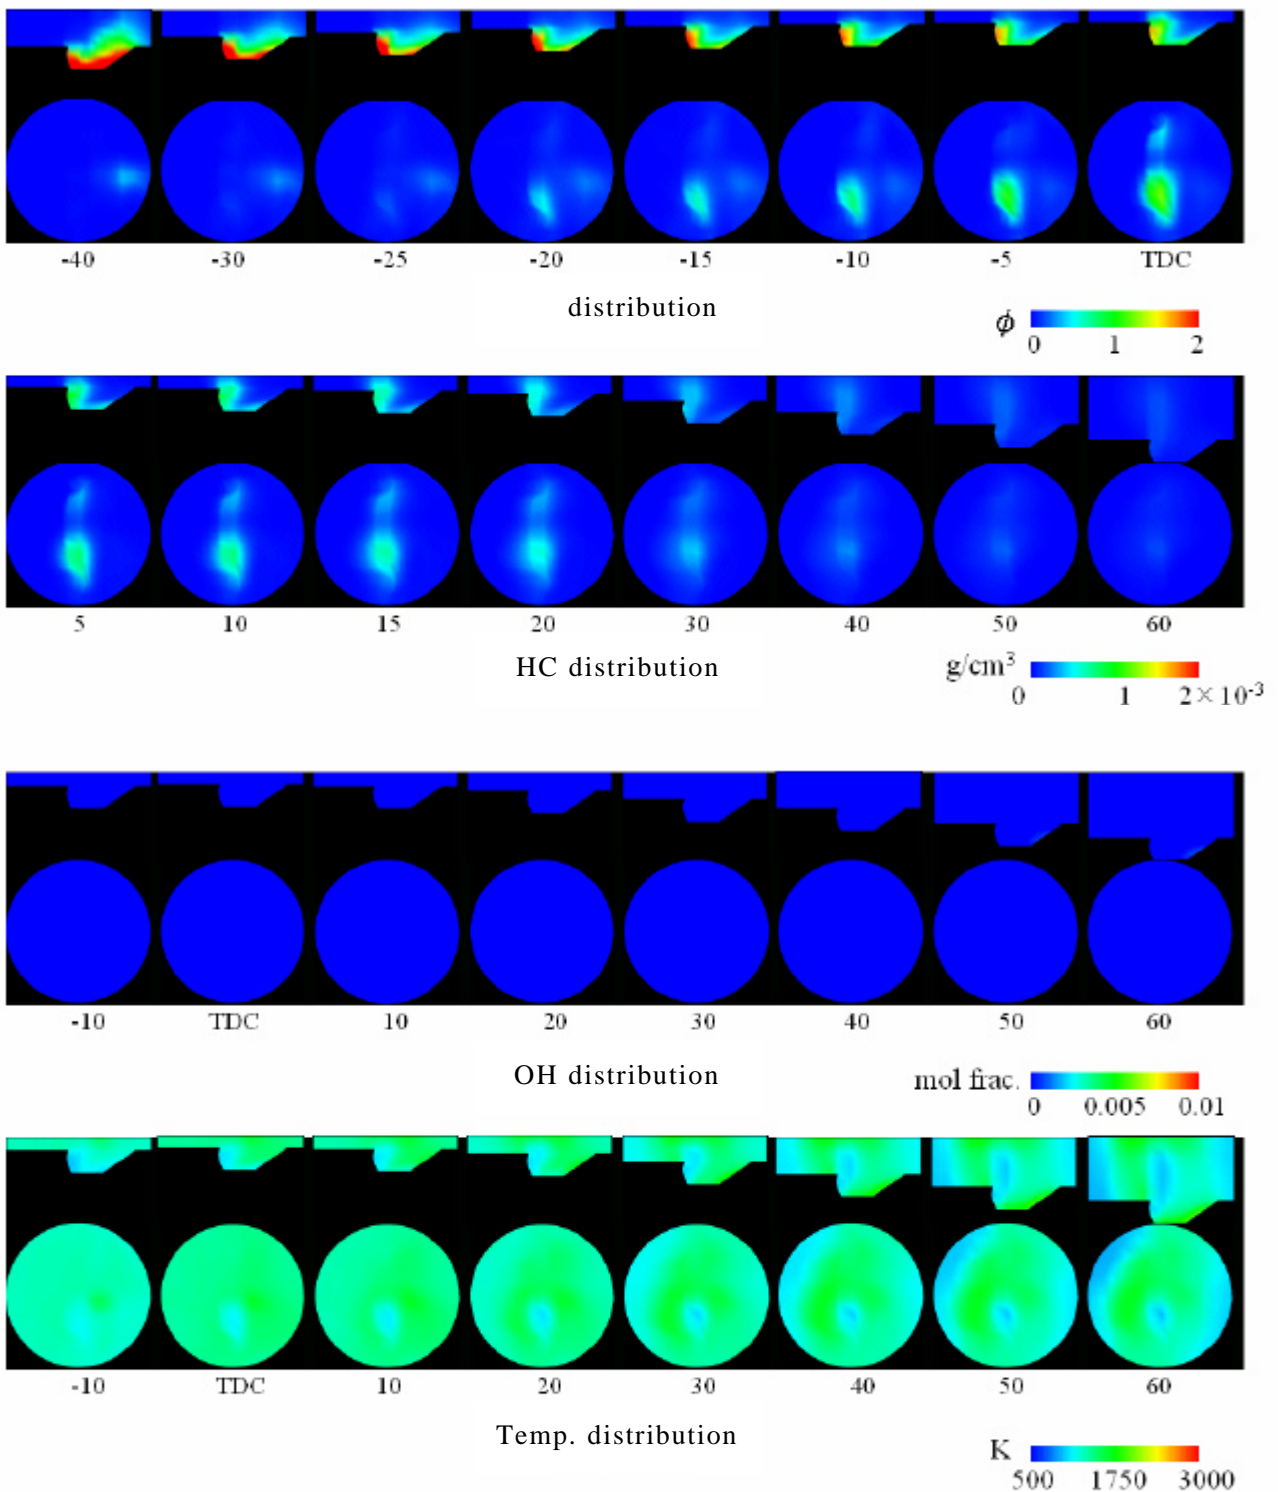 -40 -30 -25 -20 -15 -10 -5 TDC
distribution
ϕ
0 1 2
5 10 15 20 30 40 50 60
HC distribution
g/cm³
0 1 2×10⁻³
-10 TDC 10 20 30 40 50 60
OH distribution
mol frac.
0 0.005 0.01
-10 TDC 10 20 30 40 50 60
Temp. distribution
K
500 1750 3000